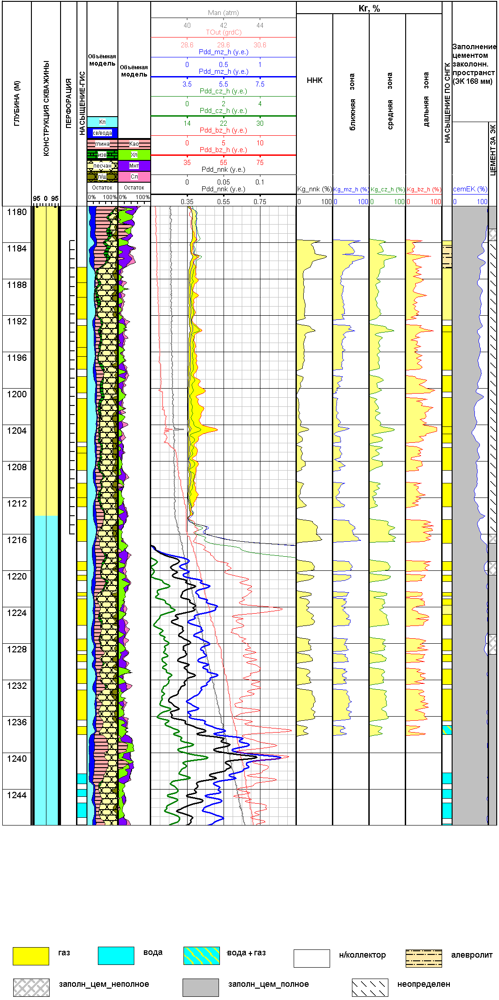 ГЛУБИНА (М)
КОНСТРУКЦИЯ СКВАЖИНЫ
95 0 95
ПЕРФОРАЦИЯ
НАСЫЩЕНИЕ-ГИС
Объёмная
модель
Кп
св/вода
глина
изв
песчан
п/ш
Остаток
0% 100%
Объёмная
модель
Као
Хл
Мнт
Сл
Остаток
0% 100%
Man (atm)
40 42 44
TOut (grdC)
28.6 29.6 30.6
Pdd_mz_h (y.e.)
0 0.5 1
Pdd_mz_h (y.e.)
3.5 5.5 7.5
Pdd_cz_h (y.e.)
0 2 4
Pdd_cz_h (y.e.)
14 22 30
Pdd_bz_h (y.e.)
0 5 10
Pdd_bz_h (y.e.)
35 55 75
Pdd_nnk (y.e.)
0 0.05 0.1
Pdd_nnk (y.e.)
0.35 0.55 0.75
Кг, %
ННК
Kg_nnk (%)
0 100
ближняя зона
Kg_mz_h (%)
0 100
средняя зона
Kg_cz_h (%)
0 100
дальняя зона
Kg_bz_h (%)
0 100
НАСЫЩЕНИЕ ПО СНГК
Заполнение
цементом
заколонн.
пространст
(ЭК 168 мм)
cemEK (%)
0 100
ЦЕМЕНТ ЗА ЭК
1180
1184
1188
1192
1196
1200
1204
1208
1212
1216
1220
1224
1228
1232
1236
1240
1244
газ
вода
вода + газ
н/коллектор
алевролит
заполн_цем_неполное
заполн_цем_полное
неопределен